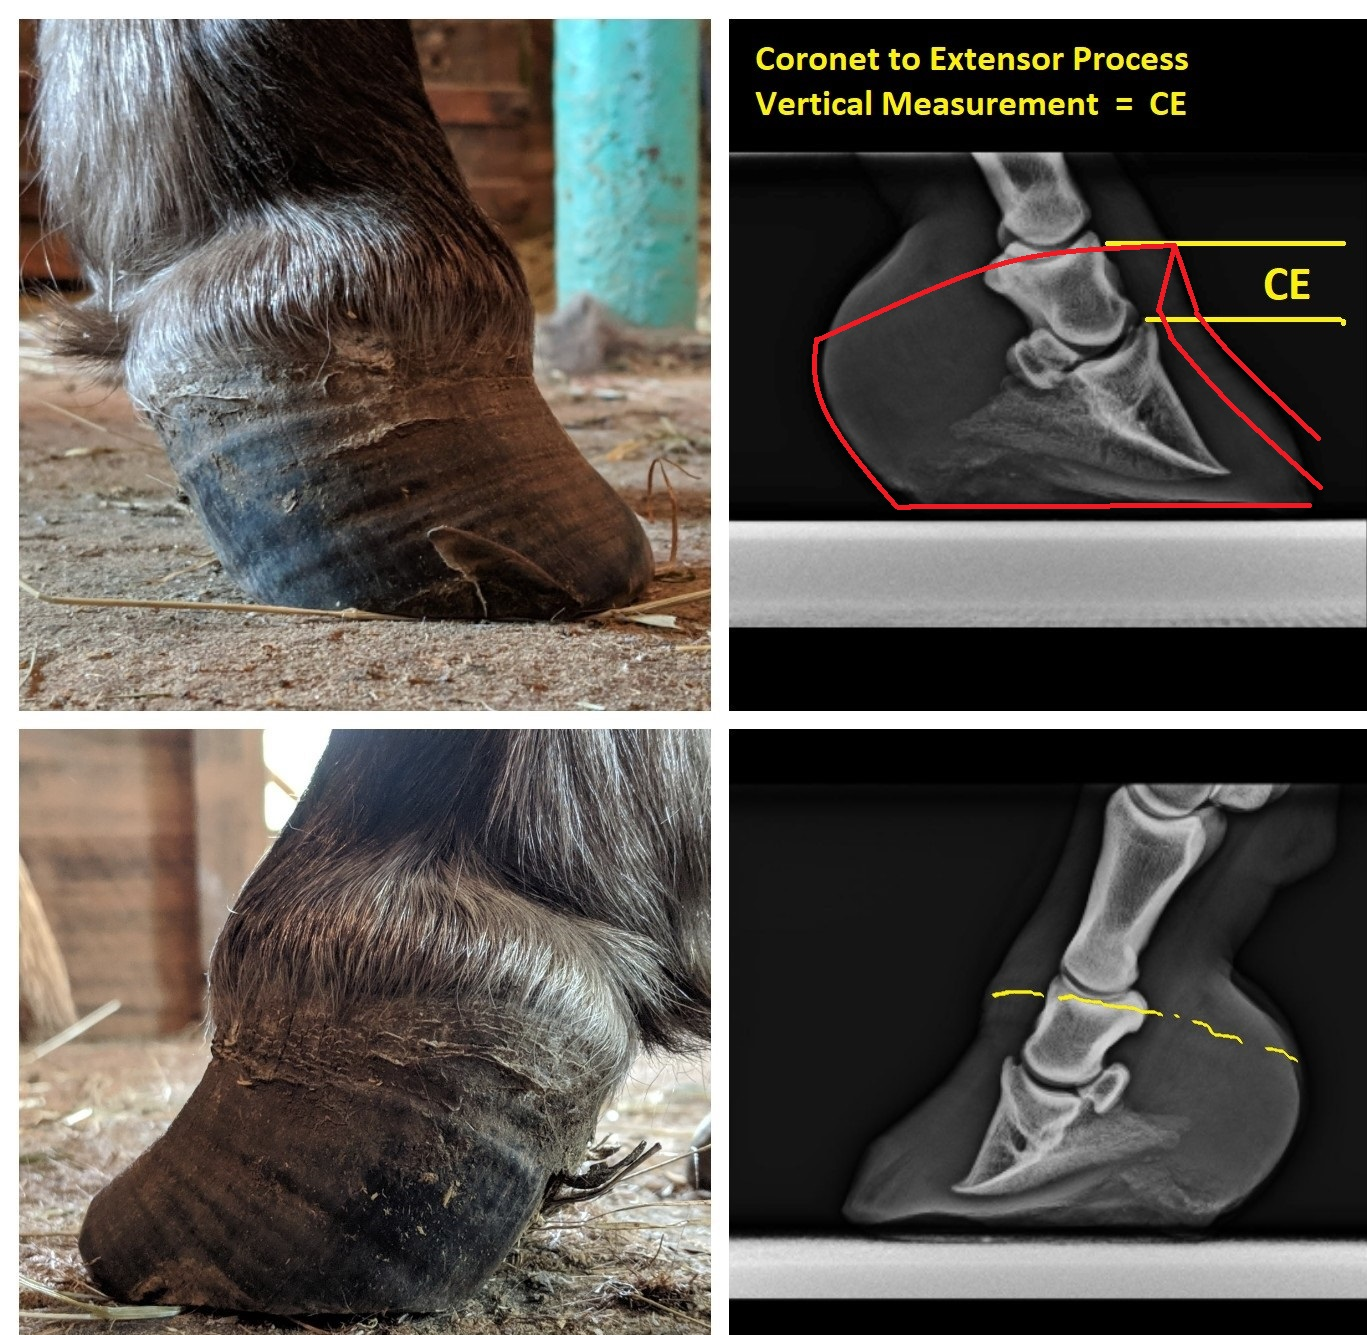 Coronet to Extensor Process
Vertical Measurement = CE
CE